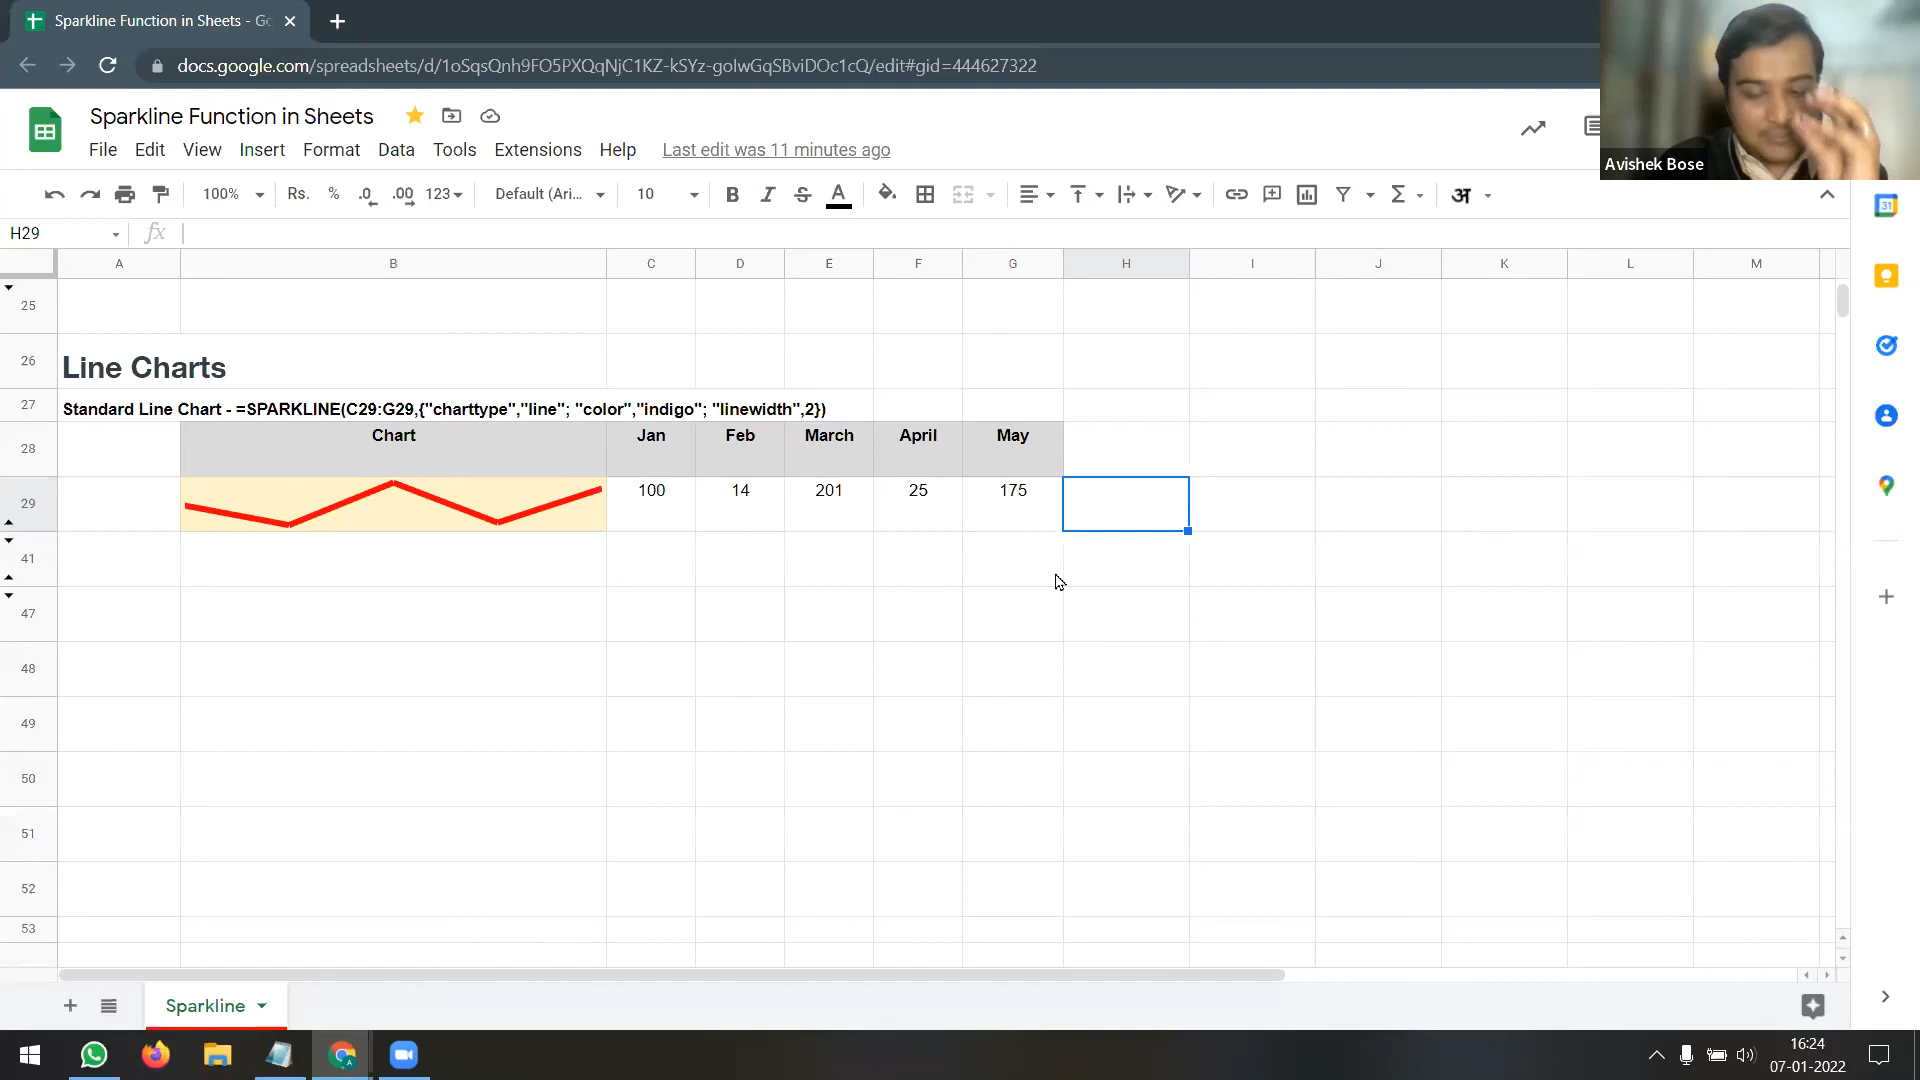 Sparkline Function in Sheets - Go
docs.google.com/spreadsheets/d/1oSqsQnh9FO5PXQqNjC1KZ-kSYz-goIwGqSBviDOc1cQ/edit#gid=444627322
Sparkline Function in Sheets
File Edit View Insert Format Data Tools Extensions Help Last edit was 11 minutes ago
Avishek Bose
100% Rs. % .0 .00 123 Default (Ari... 10 B I S A अ
H29 fx
A B C D E F G H I J K L M
25
26 Line Charts
27 Standard Line Chart - =SPARKLINE(C29:G29,{"charttype","line"; "color","indigo"; "linewidth",2})
28 Chart Jan Feb March April May
29 100 14 201 25 175
41
47
48
49
50
51
52
53
Sparkline
16:24
07-01-2022